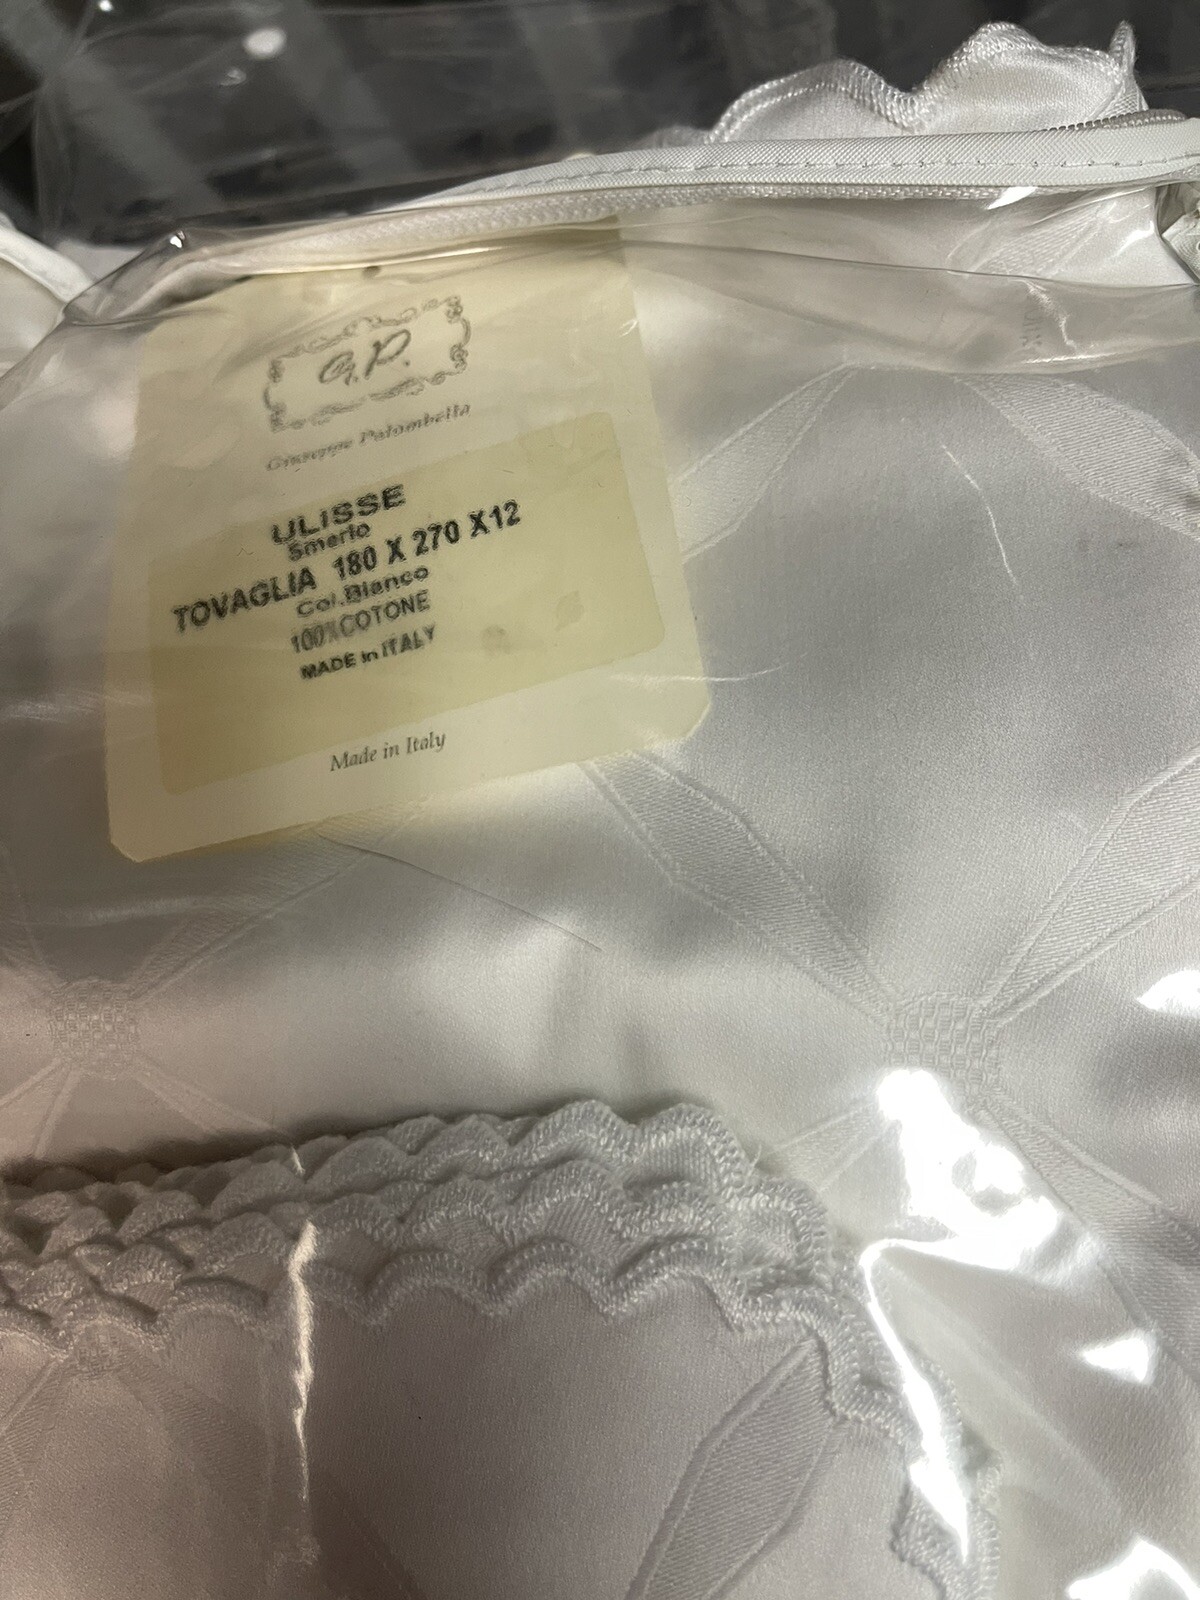 G.P.
Giuseppe Palombella
ULISSE
Smerlo
TOVAGLIA 180 X 270 X12
Col.Bianco
100%COTONE
MADE in ITALY
Made in Italy